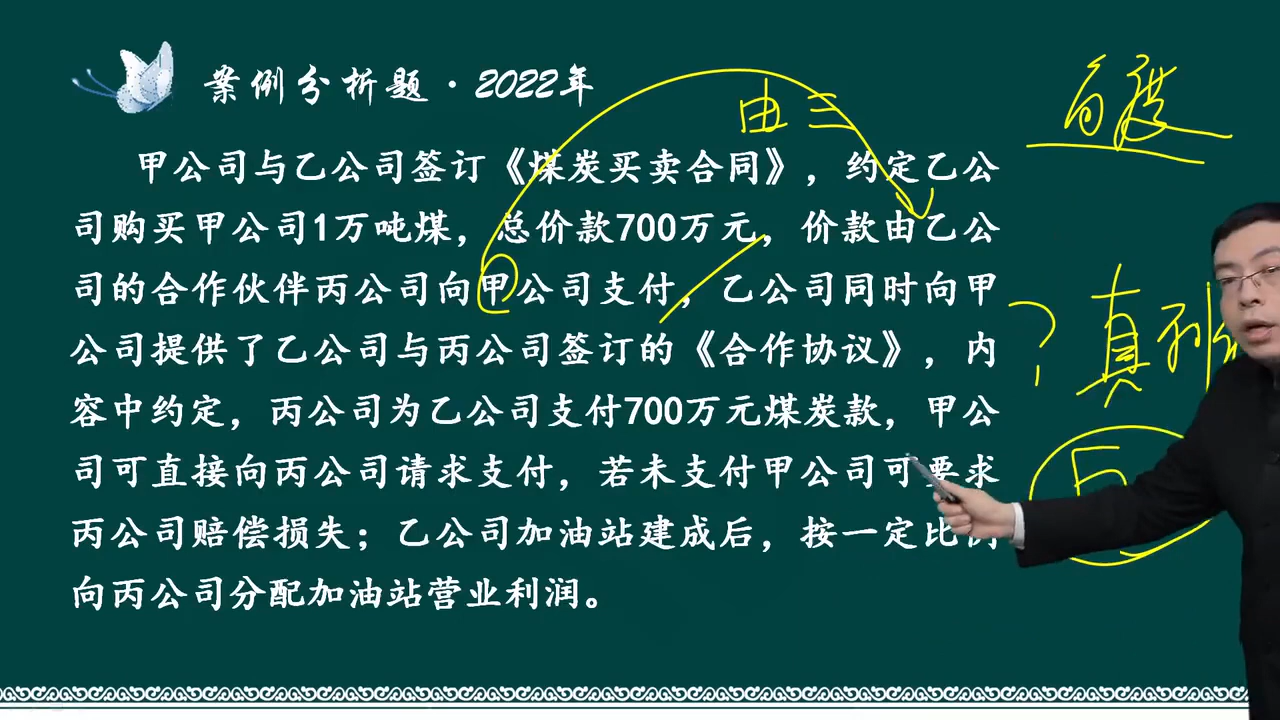 案例分析题·2022年
甲公司与乙公司签订《煤炭买卖合同》，约定乙公
司购买甲公司1万吨煤，总价款700万元，价款由乙公
司的合作伙伴丙公司向甲公司支付，乙公司同时向甲
公司提供了乙公司与丙公司签订的《合作协议》，内
容中约定，丙公司为乙公司支付700万元煤炭款，甲公
司可直接向丙公司请求支付，若未支付甲公司可要求
丙公司赔偿损失；乙公司加油站建成后，按一定比例
向丙公司分配加油站营业利润。
由三
?真利